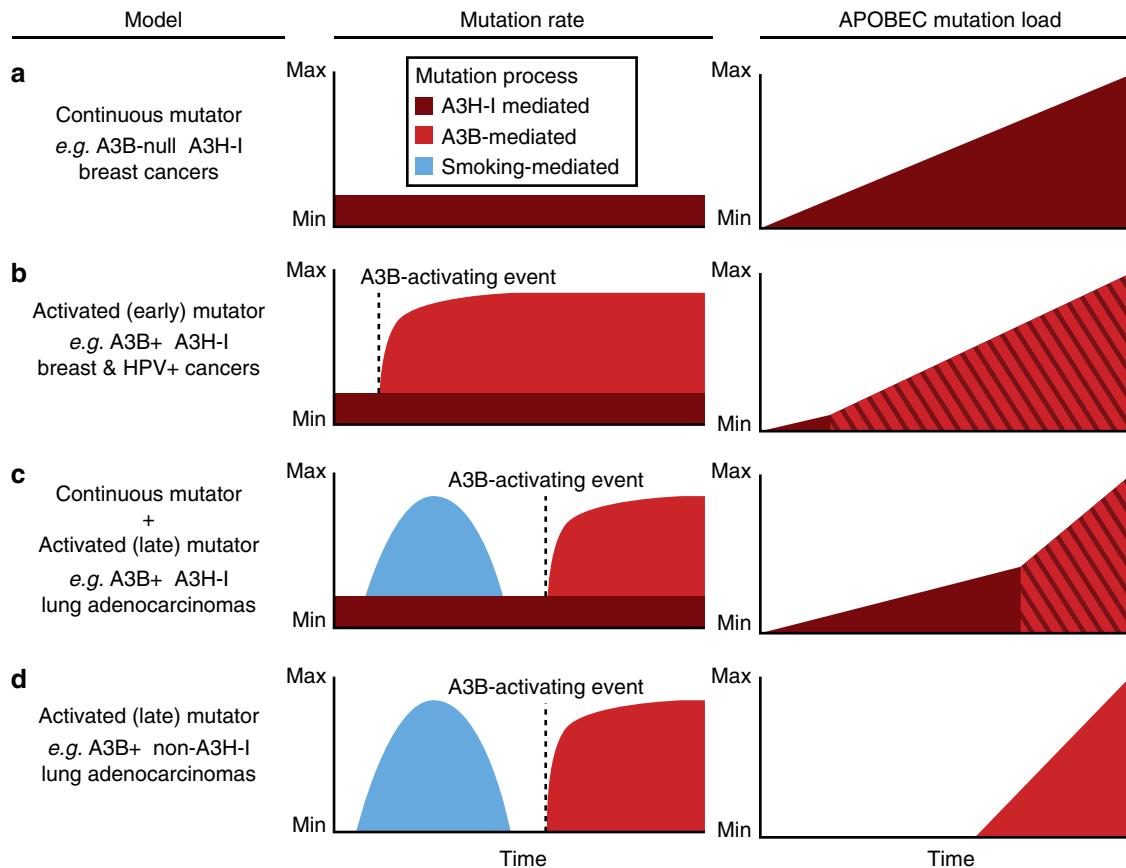 Model
Mutation rate
APOBEC mutation load
a
Continuous mutator
e.g. A3B-null A3H-I
breast cancers
Max
Min
Mutation process
A3H-I mediated
A3B-mediated
Smoking-mediated
Max
Min
b
Activated (early) mutator
e.g. A3B+ A3H-I
breast & HPV+ cancers
Max
A3B-activating event
Min
Max
Min
c
Continuous mutator
+
Activated (late) mutator
e.g. A3B+ A3H-I
lung adenocarcinomas
Max
A3B-activating event
Min
Max
Min
d
Activated (late) mutator
e.g. A3B+ non-A3H-I
lung adenocarcinomas
Max
A3B-activating event
Min
Max
Min
Time
Time